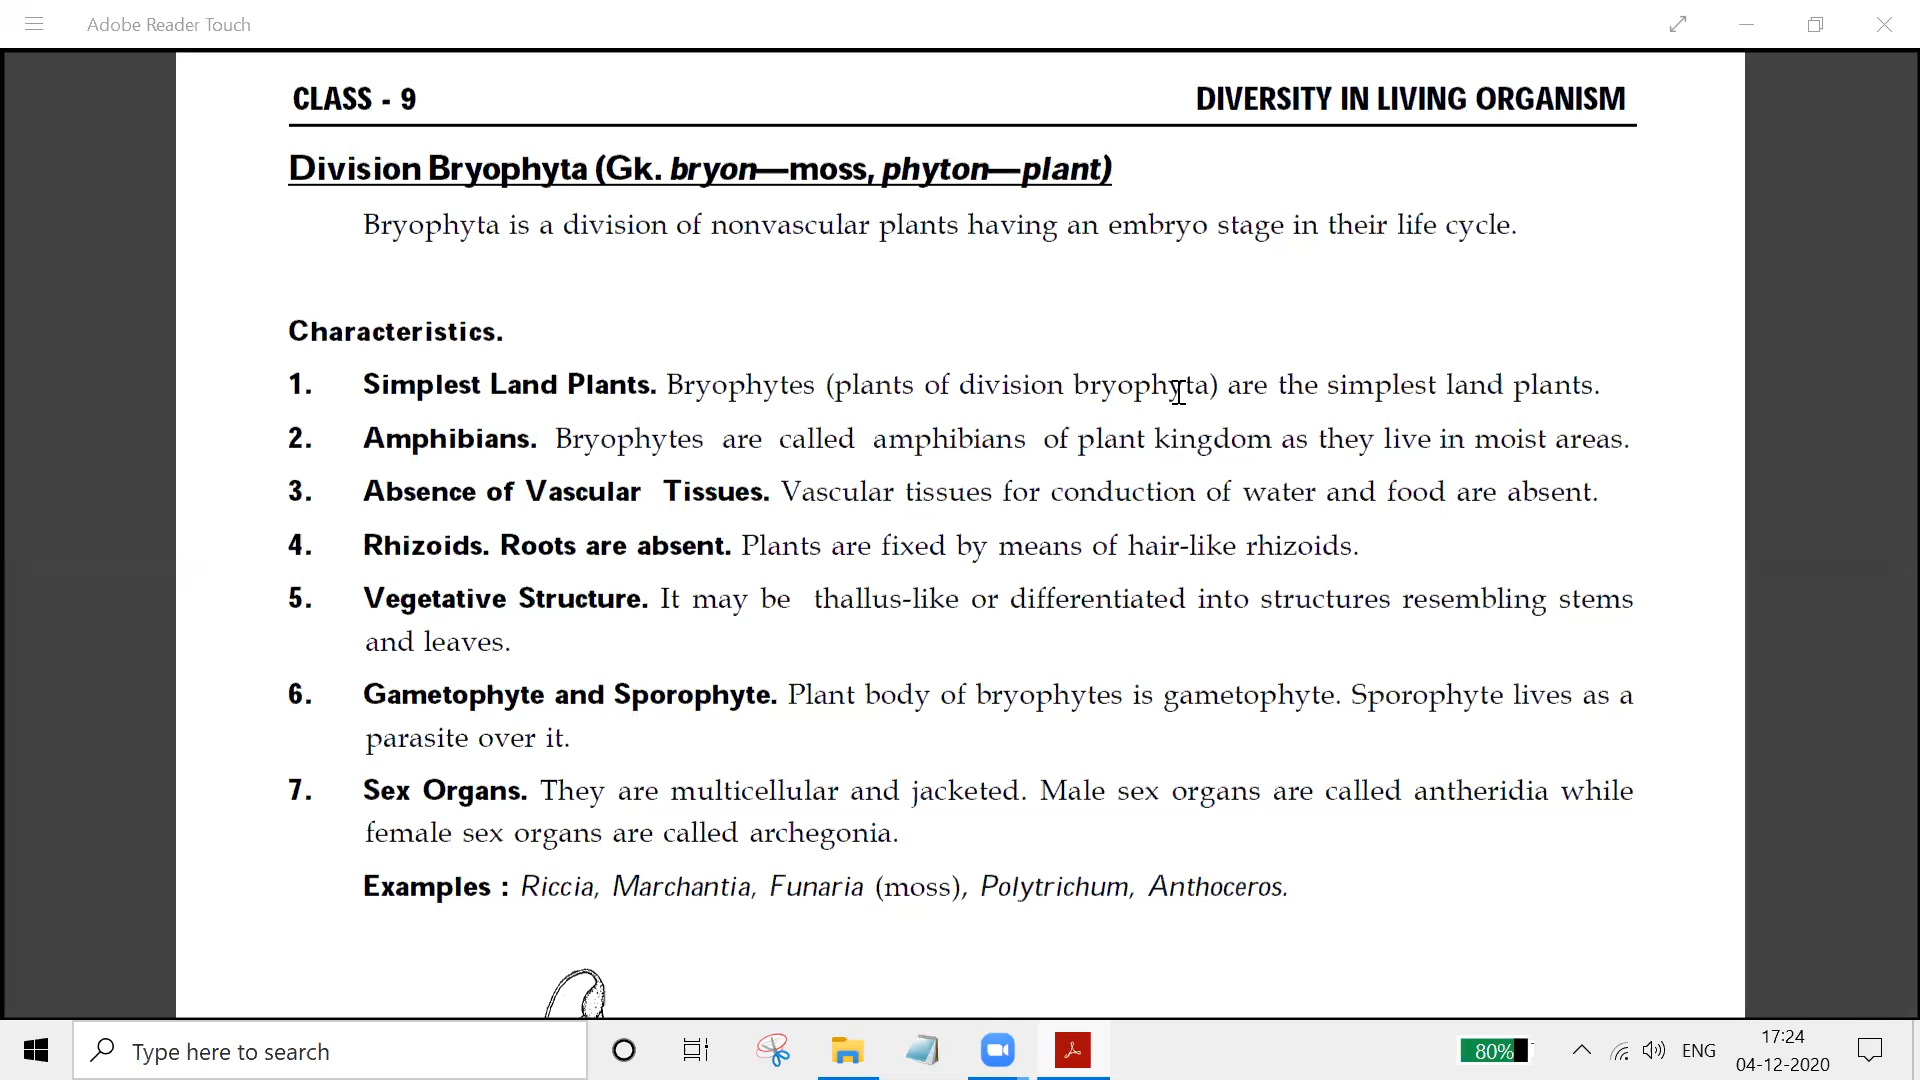 Adobe Reader Touch
CLASS - 9 DIVERSITY IN LIVING ORGANISM
Division Bryophyta (Gk. bryon—moss, phyton—plant)
Bryophyta is a division of nonvascular plants having an embryo stage in their life cycle.
Characteristics.
1. Simplest Land Plants. Bryophytes (plants of division bryophyta) are the simplest land plants.
2. Amphibians. Bryophytes are called amphibians of plant kingdom as they live in moist areas.
3. Absence of Vascular Tissues. Vascular tissues for conduction of water and food are absent.
4. Rhizoids. Roots are absent. Plants are fixed by means of hair-like rhizoids.
5. Vegetative Structure. It may be thallus-like or differentiated into structures resembling stems
and leaves.
6. Gametophyte and Sporophyte. Plant body of bryophytes is gametophyte. Sporophyte lives as a
parasite over it.
7. Sex Organs. They are multicellular and jacketed. Male sex organs are called antheridia while
female sex organs are called archegonia.
Examples : Riccia, Marchantia, Funaria (moss), Polytrichum, Anthoceros.
Type here to search
80%
ENG
17:24
04-12-2020